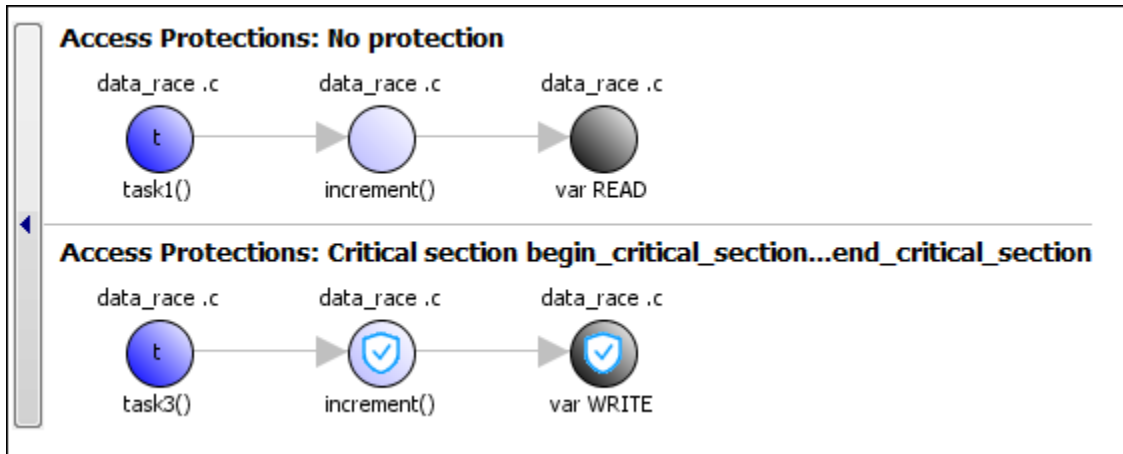 Access Protections: No protection
data_race .c data_race .c data_race .c
t
task1() increment() var READ
Access Protections: Critical section begin_critical_section...end_critical_section
data_race .c data_race .c data_race .c
t
task3() increment() var WRITE